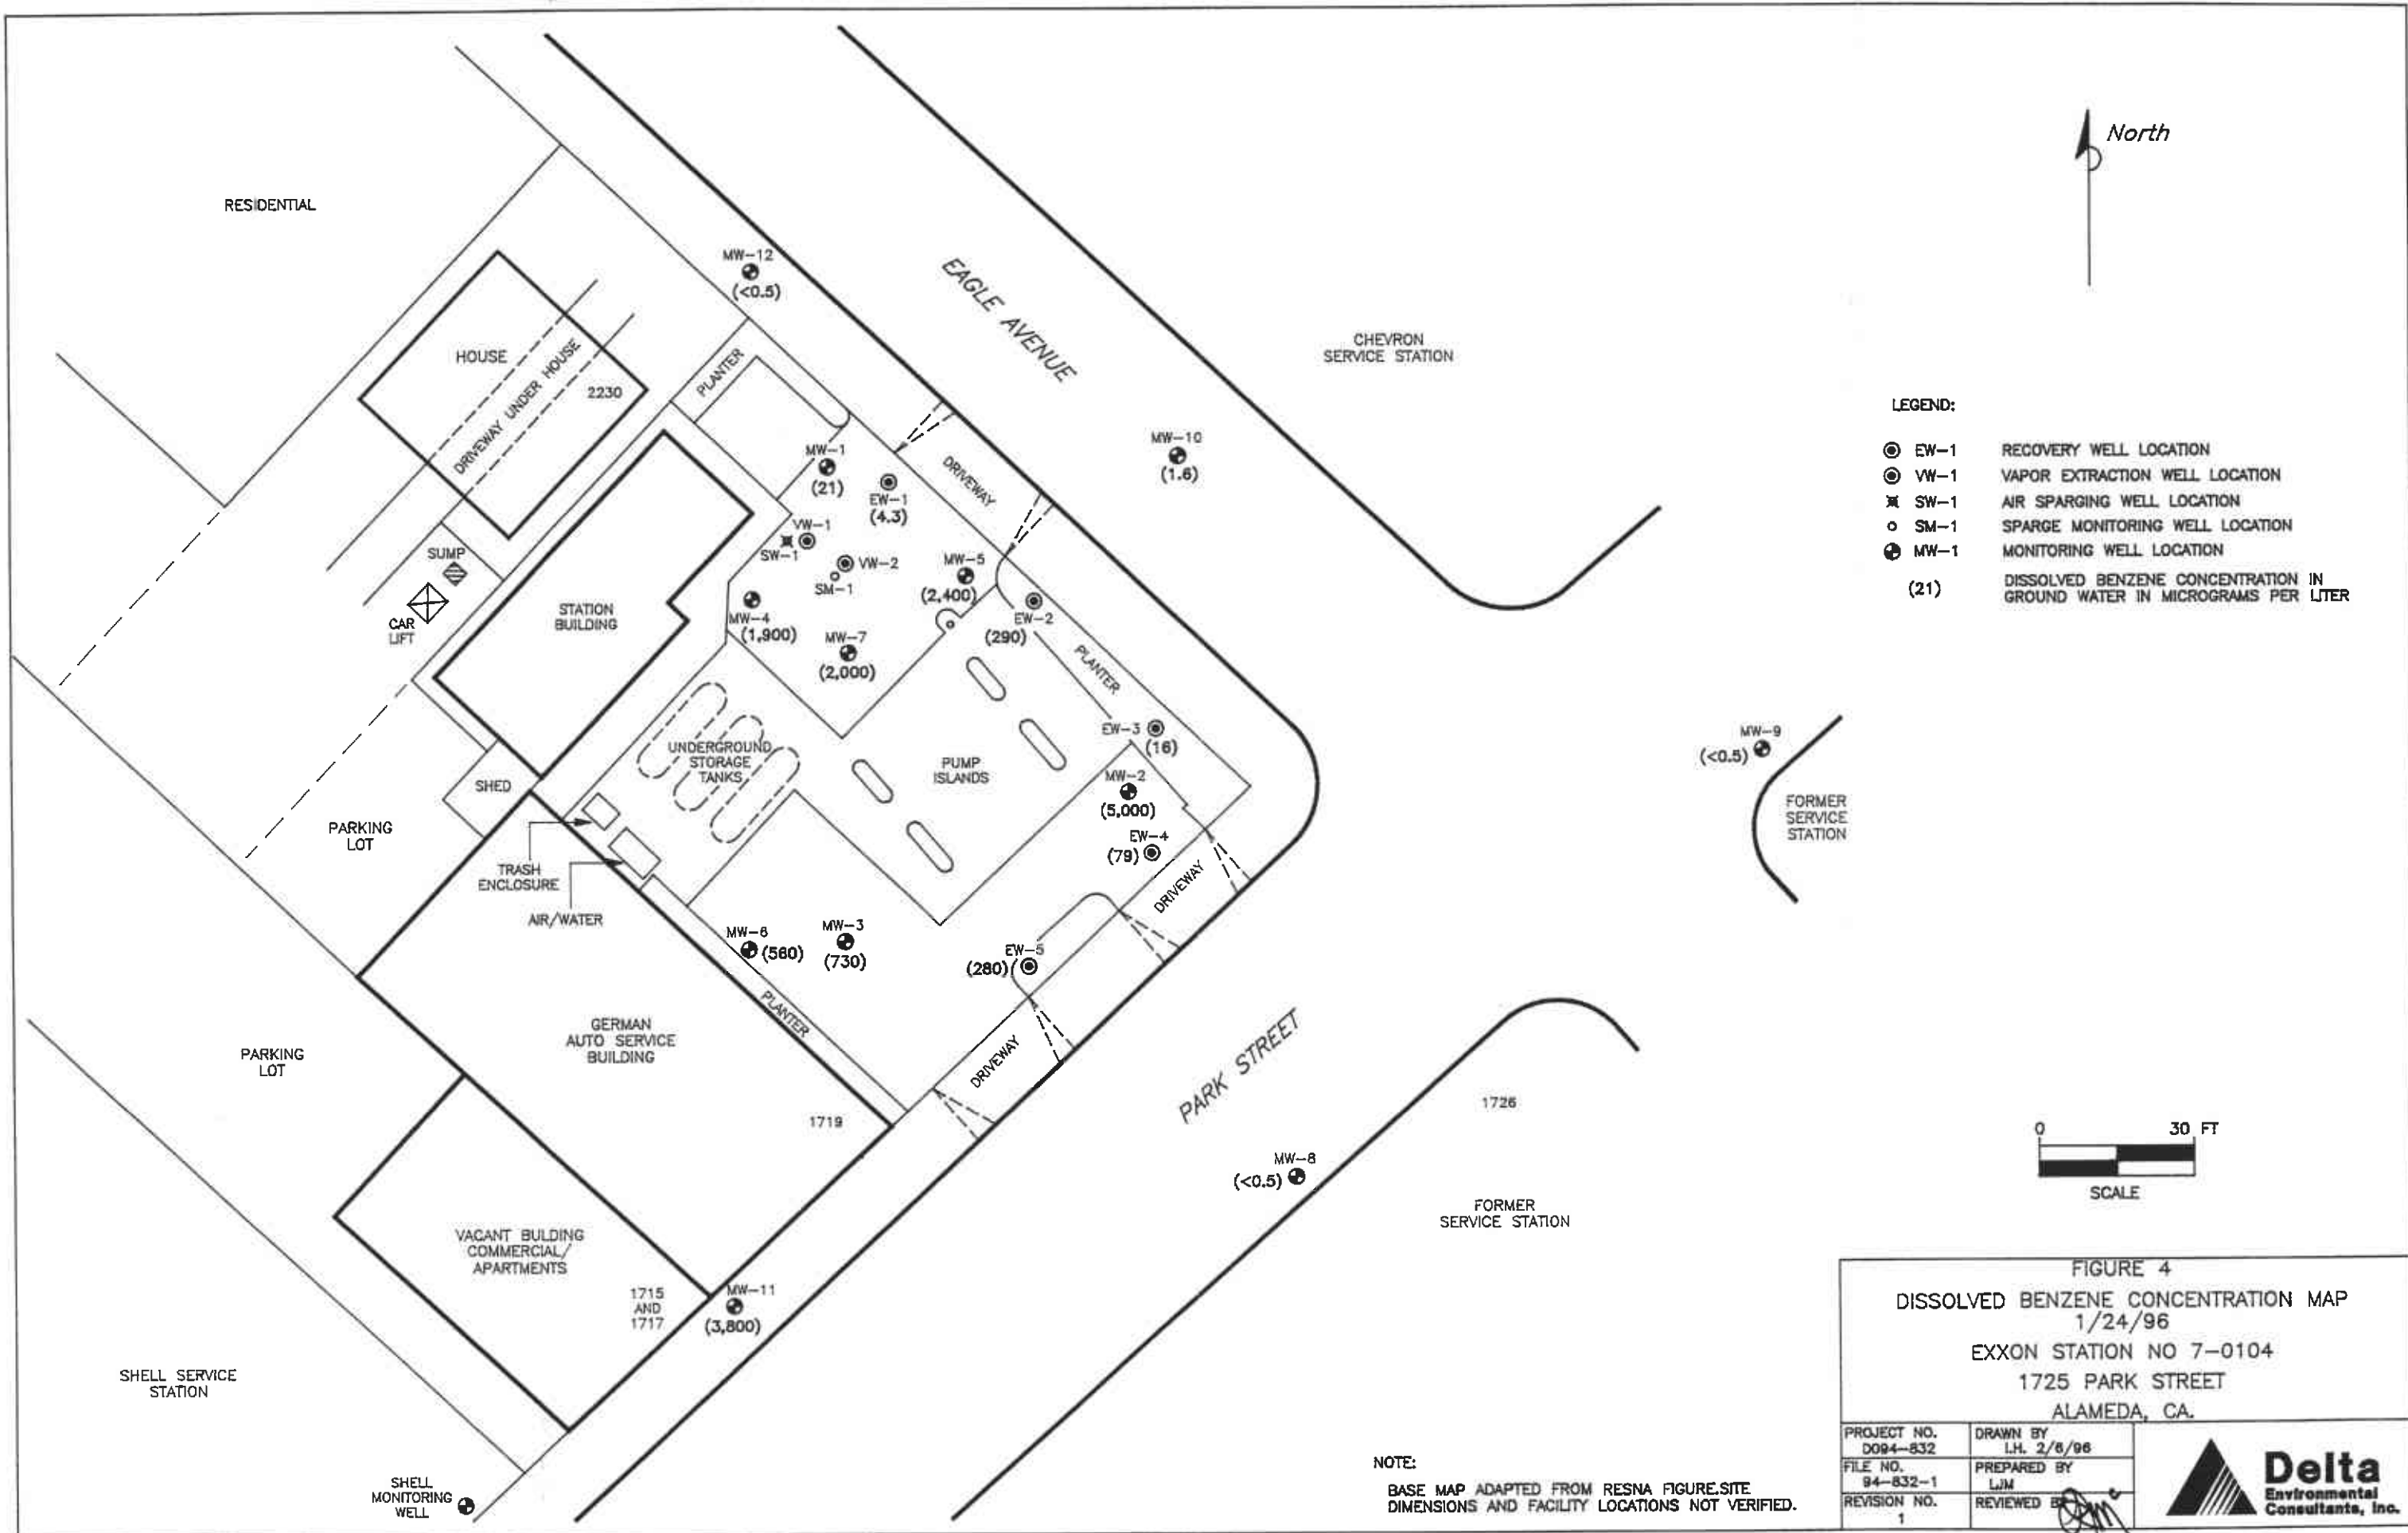 North
RESIDENTIAL
MW-12
(<0.5)
EAGLE AVENUE
CHEVRON
SERVICE STATION
HOUSE
DRIVEWAY UNDER HOUSE
2230
PLANTER
MW-1
(21)
EW-1
(4.3)
DRIVEWAY
MW-10
(1.6)
LEGEND:
EW-1 RECOVERY WELL LOCATION
VW-1 VAPOR EXTRACTION WELL LOCATION
SW-1 AIR SPARGING WELL LOCATION
SM-1 SPARGE MONITORING WELL LOCATION
MW-1 MONITORING WELL LOCATION
(21) DISSOLVED BENZENE CONCENTRATION IN
GROUND WATER IN MICROGRAMS PER LITER
VW-1
SW-1
VW-2
SM-1
MW-5
(2,400)
SUMP
CAR
LIFT
STATION
BUILDING
MW-4
(1,900)
MW-7
(2,000)
EW-2
(290)
PLANTER
EW-3
(16)
MW-9
(<0.5)
UNDERGROUND
STORAGE
TANKS
PUMP
ISLANDS
MW-2
(5,000)
SHED
FORMER
SERVICE
STATION
PARKING
LOT
EW-4
(79)
TRASH
ENCLOSURE
AIR/WATER
DRIVEWAY
MW-6
(560)
MW-3
(730)
EW-5
(280)
PLANTER
GERMAN
AUTO SERVICE
BUILDING
PARKING
LOT
DRIVEWAY
PARK STREET
1719
1726
MW-8
(<0.5)
0 30 FT
SCALE
FORMER
SERVICE STATION
VACANT BULDING
COMMERCIAL/
APARTMENTS
1715
AND
1717
MW-11
(3,800)
SHELL SERVICE
STATION
SHELL
MONITORING
WELL
NOTE:
BASE MAP ADAPTED FROM RESNA FIGURE.SITE
DIMENSIONS AND FACILITY LOCATIONS NOT VERIFIED.
FIGURE 4
DISSOLVED BENZENE CONCENTRATION MAP
1/24/96
EXXON STATION NO 7-0104
1725 PARK STREET
ALAMEDA, CA.
PROJECT NO.
D094-832
DRAWN BY
I.H. 2/6/96
FILE NO.
94-832-1
PREPARED BY
LJM
REVISION NO.
1
REVIEWED
Delta
Environmental
Consultants, Inc.